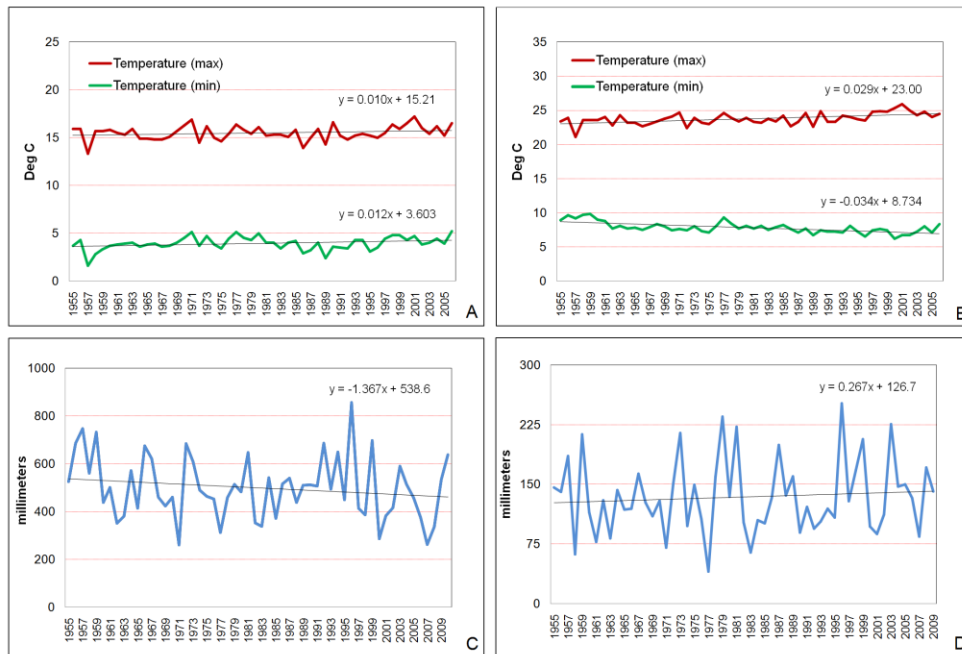 25
20
15
10
5
0
Deg C
Temperature (max)
Temperature (min)
y = 0.010x + 15.21
y = 0.012x + 3.603
1955 1957 1959 1961 1963 1965 1967 1969 1971 1973 1975 1977 1979 1981 1983 1985 1987 1989 1991 1993 1995 1997 1999 2001 2003 2005
A
35
30
25
20
15
10
5
0
Deg C
Temperature (max)
Temperature (min)
y = 0.029x + 23.00
y = -0.034x + 8.734
1955 1957 1959 1961 1963 1965 1967 1969 1971 1973 1975 1977 1979 1981 1983 1985 1987 1989 1991 1993 1995 1997 1999 2001 2003 2005
B
1000
800
600
400
200
0
millimeters
y = -1.367x + 538.6
1955 1957 1959 1961 1963 1965 1967 1969 1971 1973 1975 1977 1979 1981 1983 1985 1987 1989 1991 1993 1995 1997 1999 2001 2003 2005 2007 2009
C
300
225
150
75
0
millimeters
y = 0.267x + 126.7
1955 1957 1959 1961 1963 1965 1967 1969 1971 1973 1975 1977 1979 1981 1983 1985 1987 1989 1991 1993 1995 1997 1999 2001 2003 2005 2007 2009
D